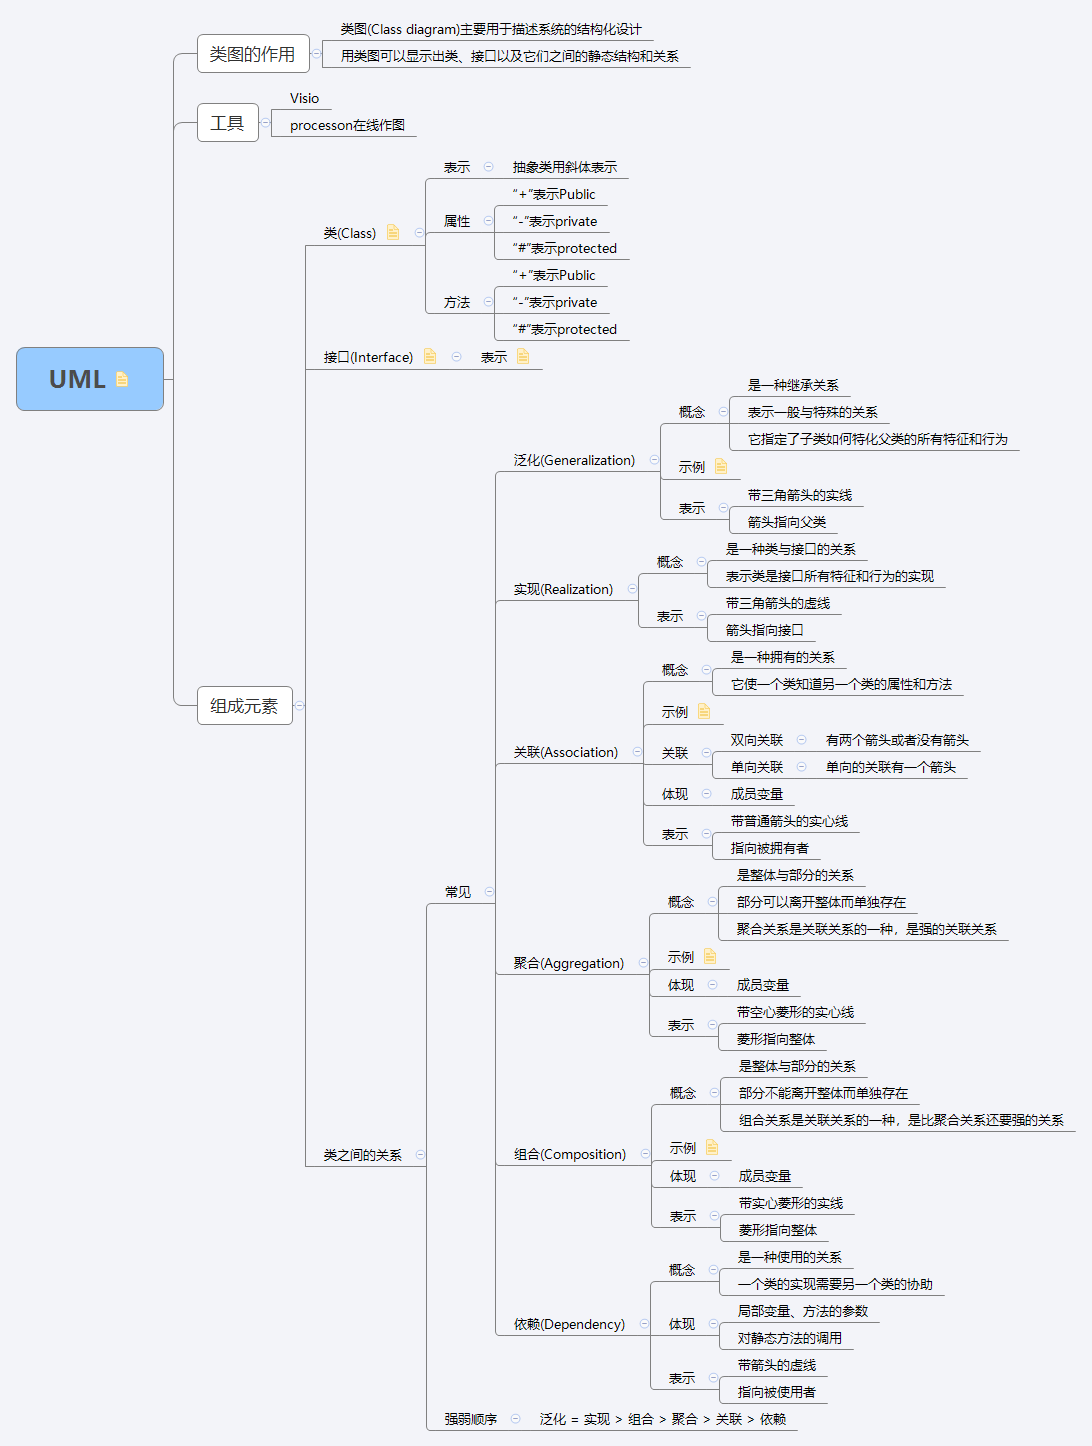 类图(Class diagram)主要用于描述系统的结构化设计
类图的作用
用类图可以显示出类、接口以及它们之间的静态结构和关系
Visio
工具
processon在线作图
表示
抽象类用斜体表示
“+”表示Public
属性
“-”表示private
类(Class)
“#”表示protected
“+”表示Public
方法
“-”表示private
“#”表示protected
接口(Interface)
表示
UML
是一种继承关系
概念
表示一般与特殊的关系
它指定了子类如何特化父类的所有特征和行为
泛化(Generalization)
示例
带三角箭头的实线
表示
箭头指向父类
是一种类与接口的关系
概念
表示类是接口所有特征和行为的实现
实现(Realization)
带三角箭头的虚线
表示
箭头指向接口
是一种拥有的关系
概念
它使一个类知道另一个类的属性和方法
组成元素
示例
双向关联
有两个箭头或者没有箭头
关联(Association)
关联
单向关联
单向的关联有一个箭头
体现
成员变量
带普通箭头的实心线
表示
指向被拥有者
是整体与部分的关系
常见
概念
部分可以离开整体而单独存在
聚合关系是关联关系的一种，是强的关联关系
示例
聚合(Aggregation)
体现
成员变量
带空心菱形的实心线
表示
菱形指向整体
是整体与部分的关系
概念
部分不能离开整体而单独存在
组合关系是关联关系的一种，是比聚合关系还要强的关系
示例
类之间的关系
组合(Composition)
体现
成员变量
带实心菱形的实线
表示
菱形指向整体
是一种使用的关系
概念
一个类的实现需要另一个类的协助
局部变量、方法的参数
依赖(Dependency)
体现
对静态方法的调用
带箭头的虚线
表示
指向被使用者
强弱顺序
泛化 = 实现 > 组合 > 聚合 > 关联 > 依赖